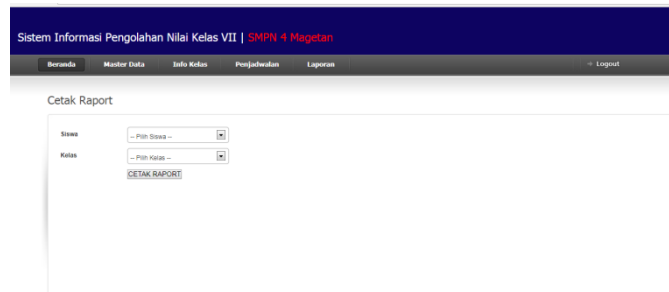 Sistem Informasi Pengolahan Nilai Kelas VII | SMPN 4 Magetan
Beranda Master Data Info Kelas Penjadwalan Laporan Logout
Cetak Raport
Siswa -- Pilih Siswa --
Kelas -- Pilih Kelas --
CETAK RAPORT